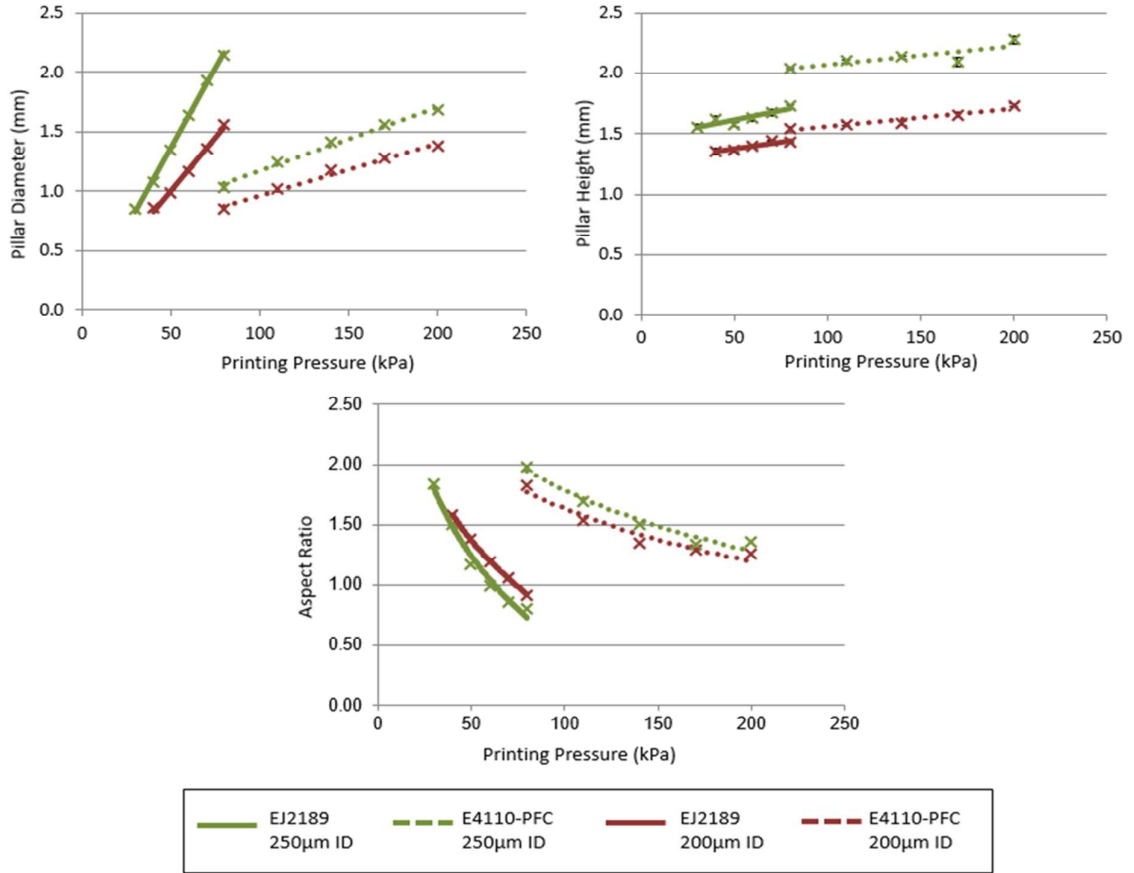 2.5
2.0
1.5
1.0
0.5
0.0
Pillar Diameter (mm)
0 50 100 150 200 250
Printing Pressure (kPa)
2.5
2.0
1.5
1.0
0.5
0.0
Pillar Height (mm)
0 50 100 150 200 250
Printing Pressure (kPa)
2.50
2.00
1.50
1.00
0.50
0.00
Aspect Ratio
0 50 100 150 200 250
Printing Pressure (kPa)
EJ2189
250μm ID
E4110-PFC
250μm ID
EJ2189
200μm ID
E4110-PFC
200μm ID